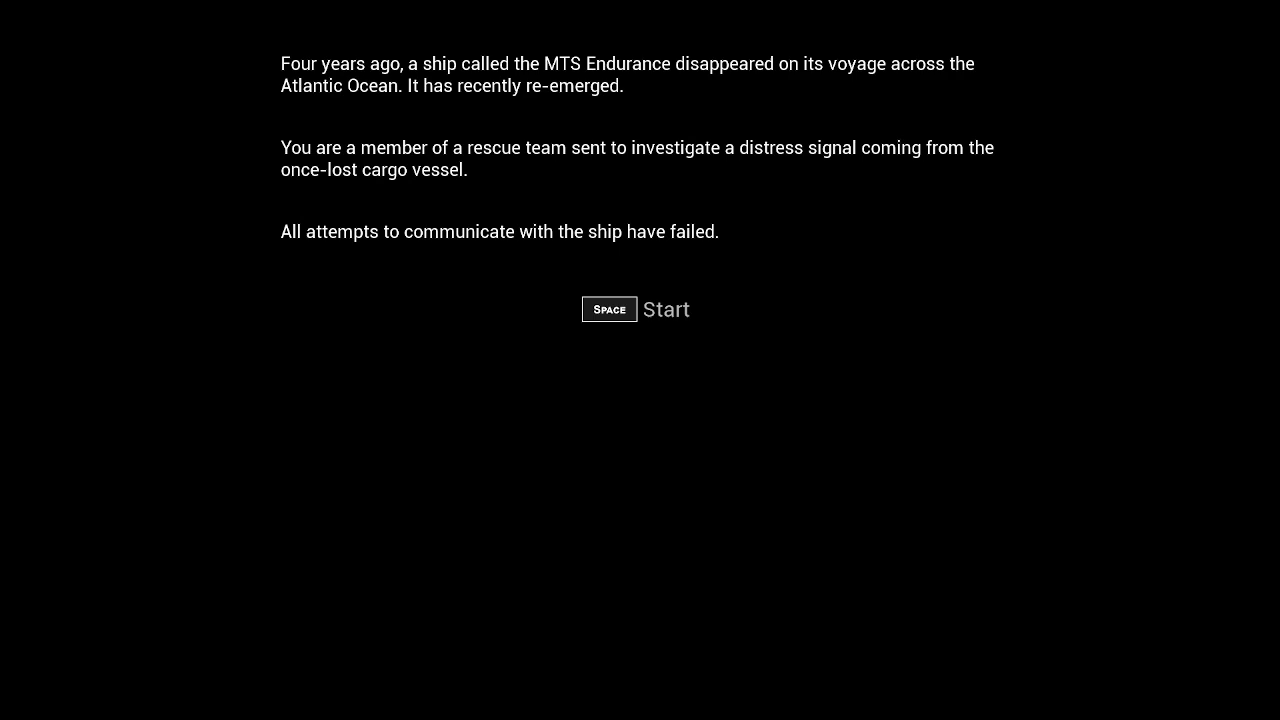 Four years ago, a ship called the MTS Endurance disappeared on its voyage across the
Atlantic Ocean. It has recently re-emerged.
You are a member of a rescue team sent to investigate a distress signal coming from the
once-lost cargo vessel.
All attempts to communicate with the ship have failed.
SPACE Start